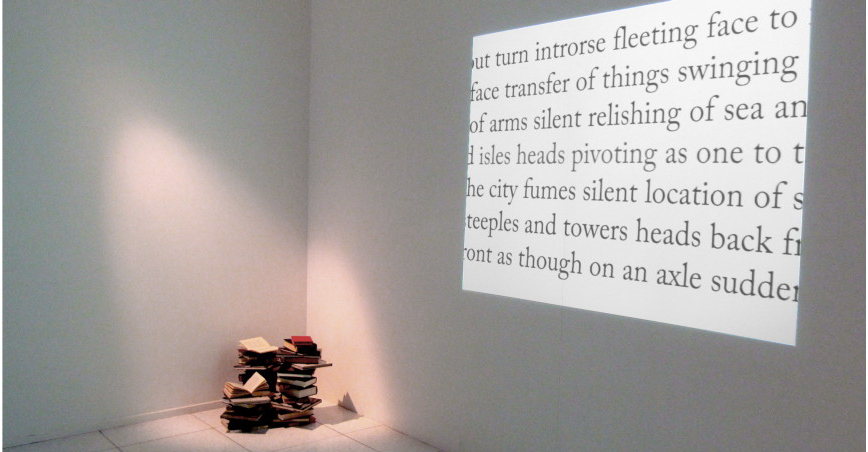 out turn introrse fleeting face to
face transfer of things swinging
of arms silent relishing of sea an
d isles heads pivoting as one to t
he city fumes silent location of s
teeples and towers heads back fr
ront as though on an axle sudden